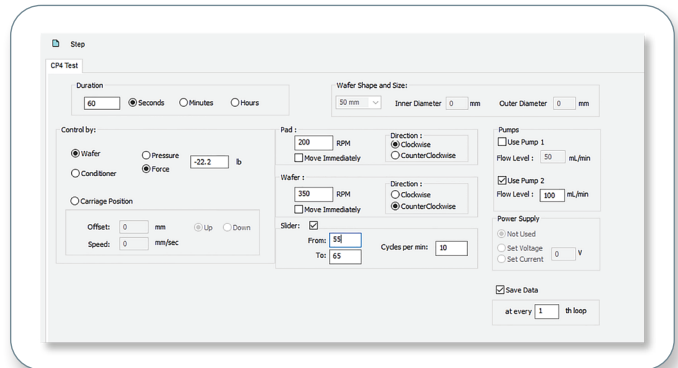 Step
CP4 Test
Duration
60 Seconds Minutes Hours
Wafer Shape and Size:
50 mm Inner Diameter 0 mm Outer Diameter 0 mm
Control by:
Wafer Pressure -22.2 lb
Conditioner Force
Carriage Position
Offset: 0 mm Up Down
Speed: 0 mm/sec
Pad :
200 RPM
Move Immediately
Direction :
Clockwise
CounterClockwise
Wafer :
350 RPM
Move Immediately
Direction :
Clockwise
CounterClockwise
Slider:
From: 55
To: 65
Cycles per min: 10
Pumps
Use Pump 1
Flow Level : 50 mL/min
Use Pump 2
Flow Level : 100 mL/min
Power Supply
Not Used
Set Voltage
Set Current 0 V
Save Data
at every 1 th loop